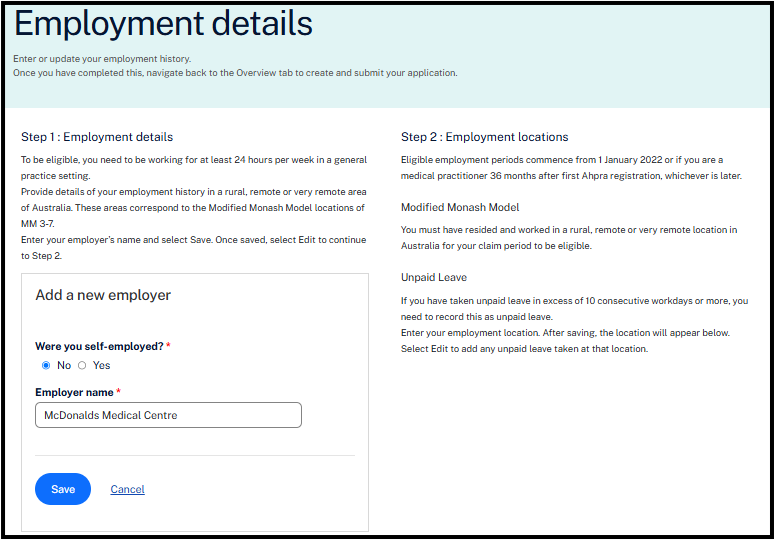 Employment details
Enter or update your employment history.
Once you have completed this, navigate back to the Overview tab to create and submit your application.
Step 1 : Employment details
To be eligible, you need to be working for at least 24 hours per week in a general
practice setting.
Provide details of your employment history in a rural, remote or very remote area
of Australia. These areas correspond to the Modified Monash Model locations of
MM 3-7.
Enter your employer's name and select Save. Once saved, select Edit to continue
to Step 2.
Add a new employer
Were you self-employed? *
No Yes
Employer name *
McDonalds Medical Centre
Save Cancel
Step 2 : Employment locations
Eligible employment periods commence from 1 January 2022 or if you are a
medical practitioner 36 months after first Ahpra registration, whichever is later.
Modified Monash Model
You must have resided and worked in a rural, remote or very remote location in
Australia for your claim period to be eligible.
Unpaid Leave
If you have taken unpaid leave in excess of 10 consecutive workdays or more, you
need to record this as unpaid leave.
Enter your employment location. After saving, the location will appear below.
Select Edit to add any unpaid leave taken at that location.